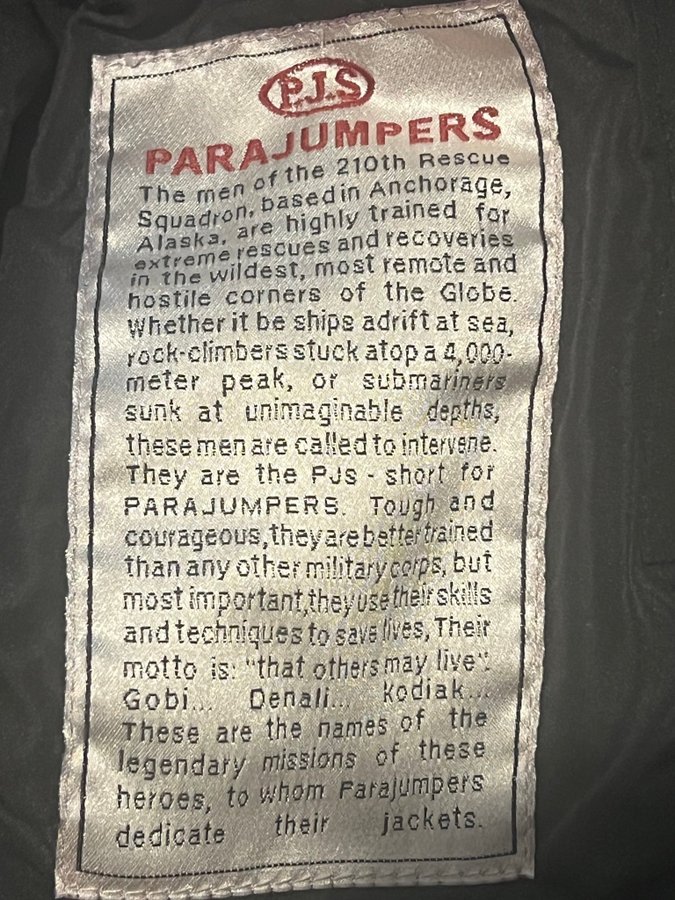 P.J.S
PARAJUMPERS
The men of the 210th Rescue
Squadron, based in Anchorage,
Alaska, are highly trained for
extreme rescues and recoveries
in the wildest, most remote and
hostile corners of the Globe.
Whether it be ships adrift at sea,
rock-climbers stuck atop a 4,000-
meter peak, or submariners
sunk at unimaginable depths,
these men are called to intervene.
They are the PJs - short for
PARAJUMPERS. Tough and
courageous, they are better trained
than any other military corps, but
most important, they use their skills
and techniques to save lives, Their
motto is: "that others may live".
Gobi... Denali... Kodiak...
These are the names of the
legendary missions of these
heroes, to whom Parajumpers
dedicate their jackets.